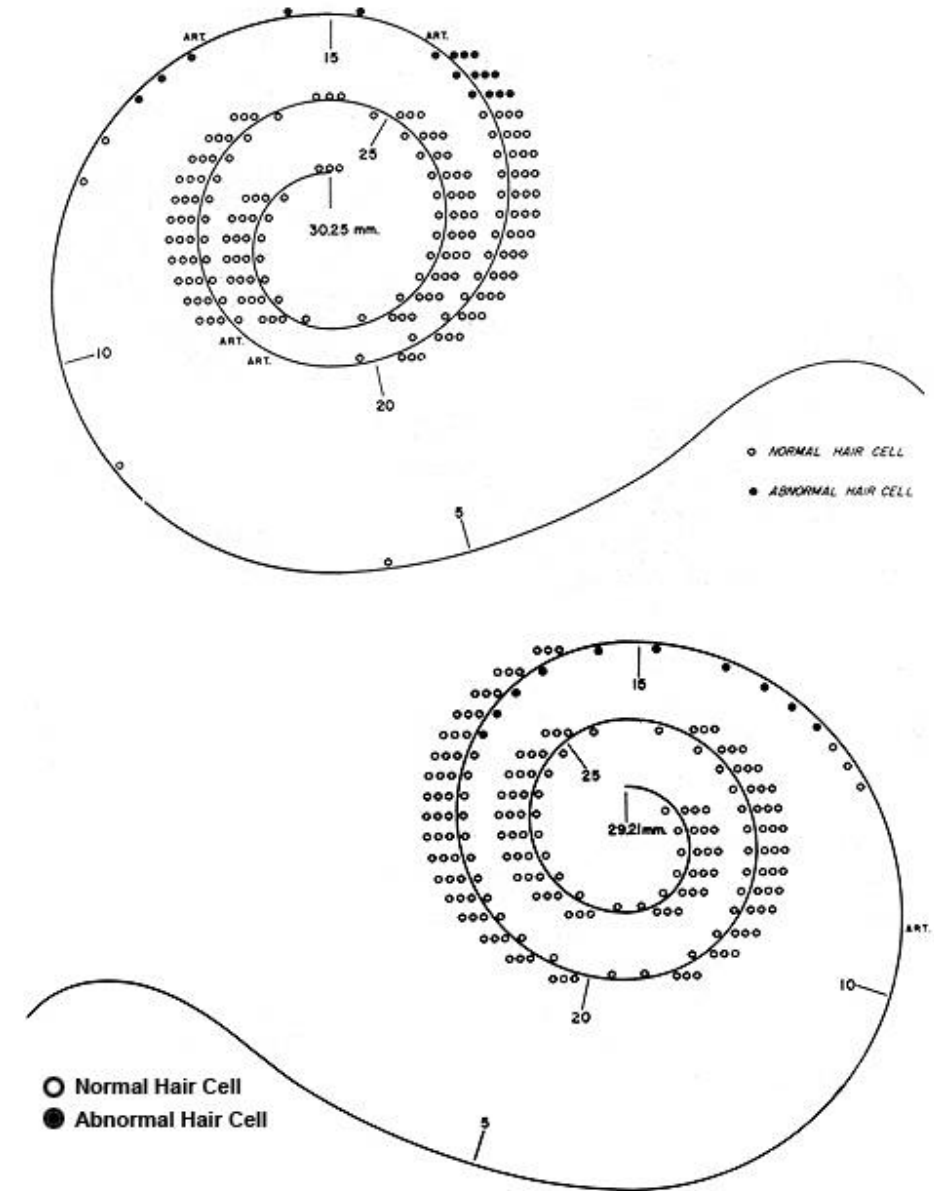 ART.
ART.
15
25
30.25 mm.
10
ART.
ART.
20
NORMAL HAIR CELL
ABNORMAL HAIR CELL
5
15
25
29.21mm.
ART.
10
20
Normal Hair Cell
Abnormal Hair Cell
5